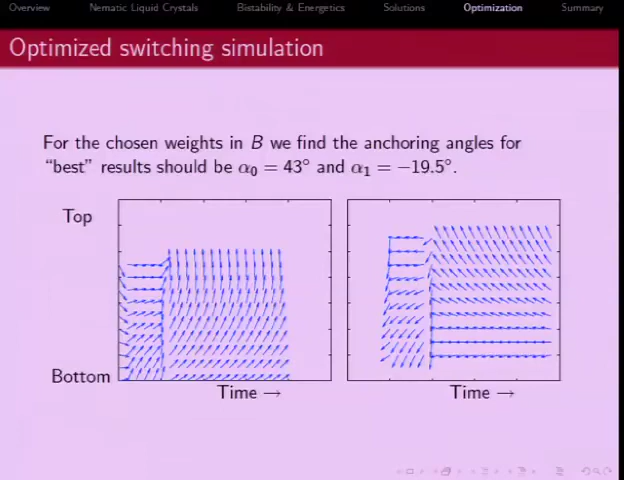 Overview Nematic Liquid Crystals Bistability & Energetics Solutions Optimization Summary
Optimized switching simulation
For the chosen weights in B we find the anchoring angles for
“best” results should be α₀ = 43° and α₁ = −19.5°.
Top
Bottom
Time → Time →